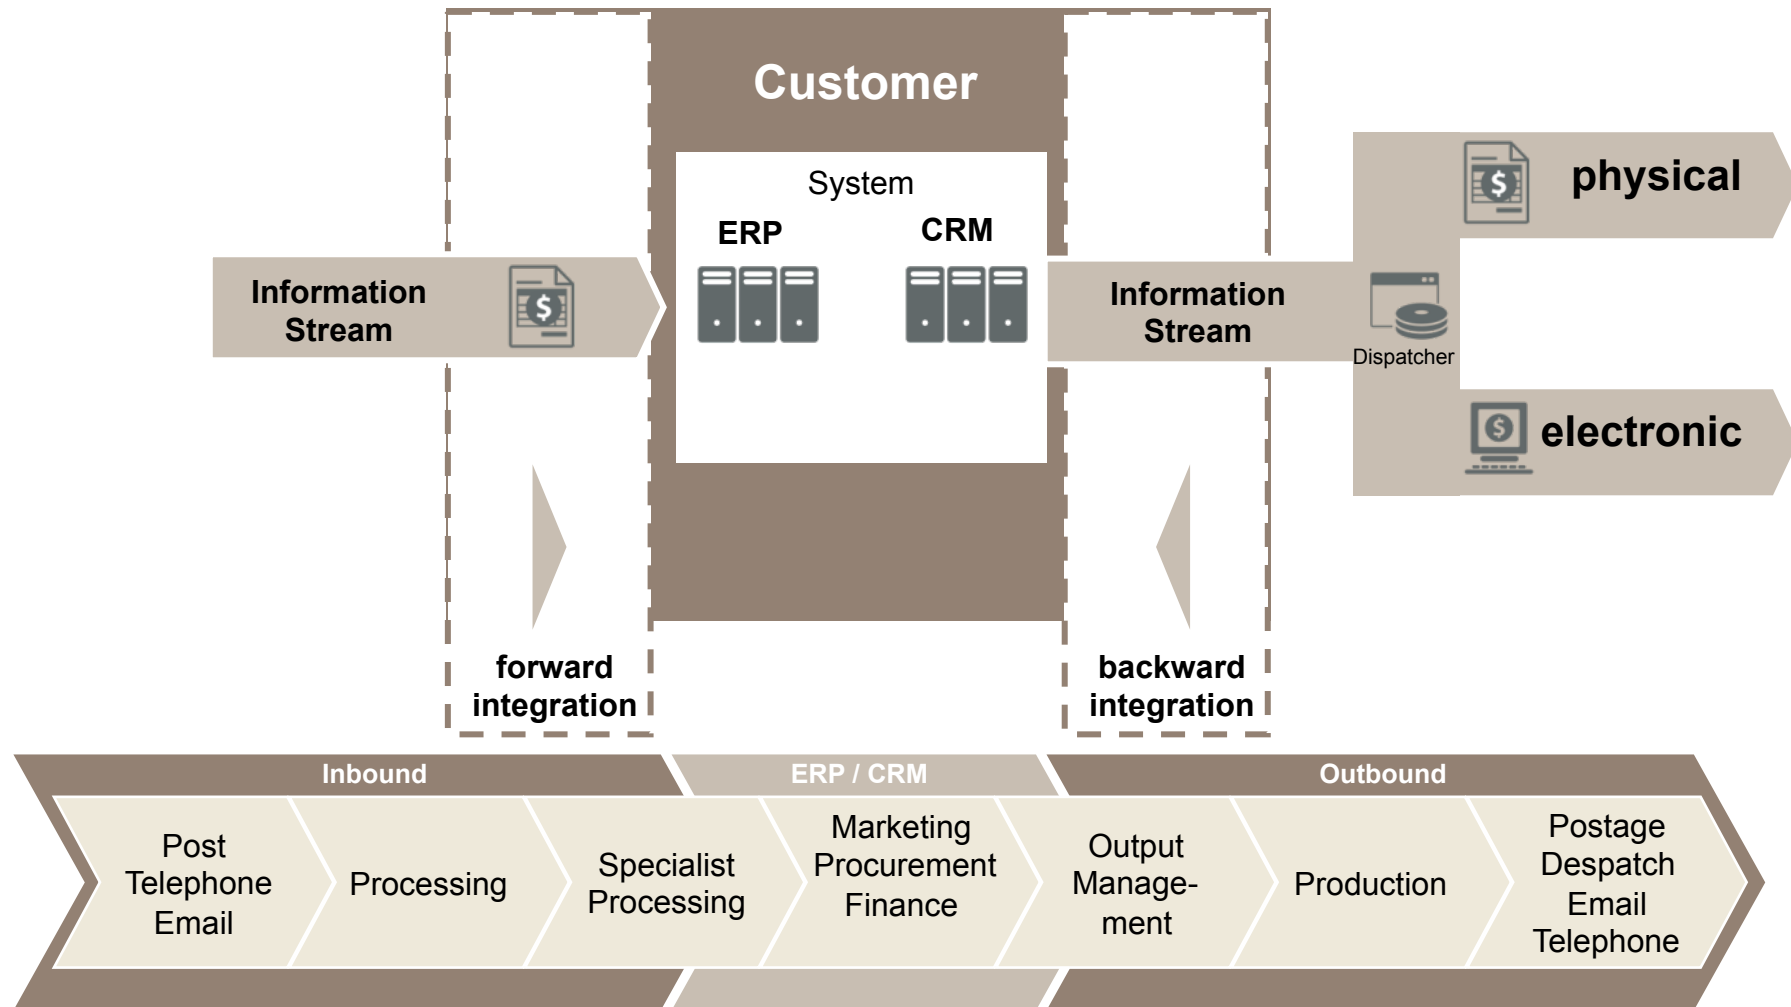 Customer
System
ERP
CRM
Information
Stream
$
Information
Stream
Dispatcher
$
physical
$
electronic
forward
integration
backward
integration
Inbound
ERP / CRM
Outbound
Post
Telephone
Email
Processing
Specialist
Processing
Marketing
Procurement
Finance
Output
Manage-
ment
Production
Postage
Despatch
Email
Telephone